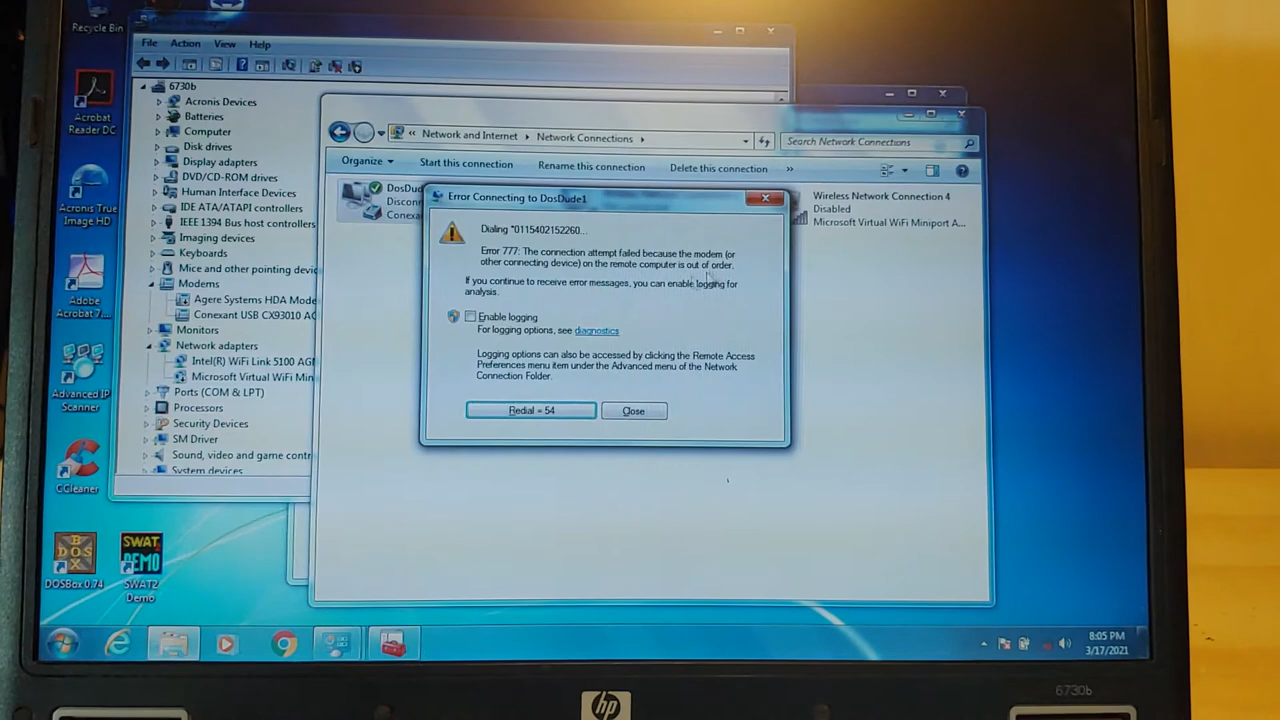 Recycle Bin
Acrobat
Reader DC
Acronis True
Image HD
Adobe
Acrobat 7....
Advanced IP
Scanner
CCleaner
DOSBox 0.74
SWAT2
Demo
DOS
BOX
SWAT
DEMO
File Action View Help
6730b
Acronis Devices
Batteries
Computer
Disk drives
Display adapters
DVD/CD-ROM drives
Human Interface Devices
IDE ATA/ATAPI controllers
IEEE 1394 Bus host controllers
Imaging devices
Keyboards
Mice and other pointing devic
Modems
Agere Systems HDA Mode
Conexant USB CX93010 AC
Monitors
Network adapters
Intel(R) WiFi Link 5100 AGN
Microsoft Virtual WiFi Min
Ports (COM & LPT)
Processors
Security Devices
SM Driver
Sound, video and game contr
System devices
« Network and Internet Network Connections
Search Network Connections
Organize Start this connection Rename this connection Delete this connection »
DosDud
Disconn
Conexa
Wireless Network Connection 4
Disabled
Microsoft Virtual WiFi Miniport A...
Error Connecting to DosDude1
Dialing *0115402152260...
Error 777: The connection attempt failed because the modem (or
other connecting device) on the remote computer is out of order.
If you continue to receive error messages, you can enable logging for
analysis.
Enable logging
For logging options, see diagnostics
Logging options can also be accessed by clicking the Remote Access
Preferences menu item under the Advanced menu of the Network
Connection Folder.
Redial = 54 Close
8:05 PM
3/17/2021
hp
6730b